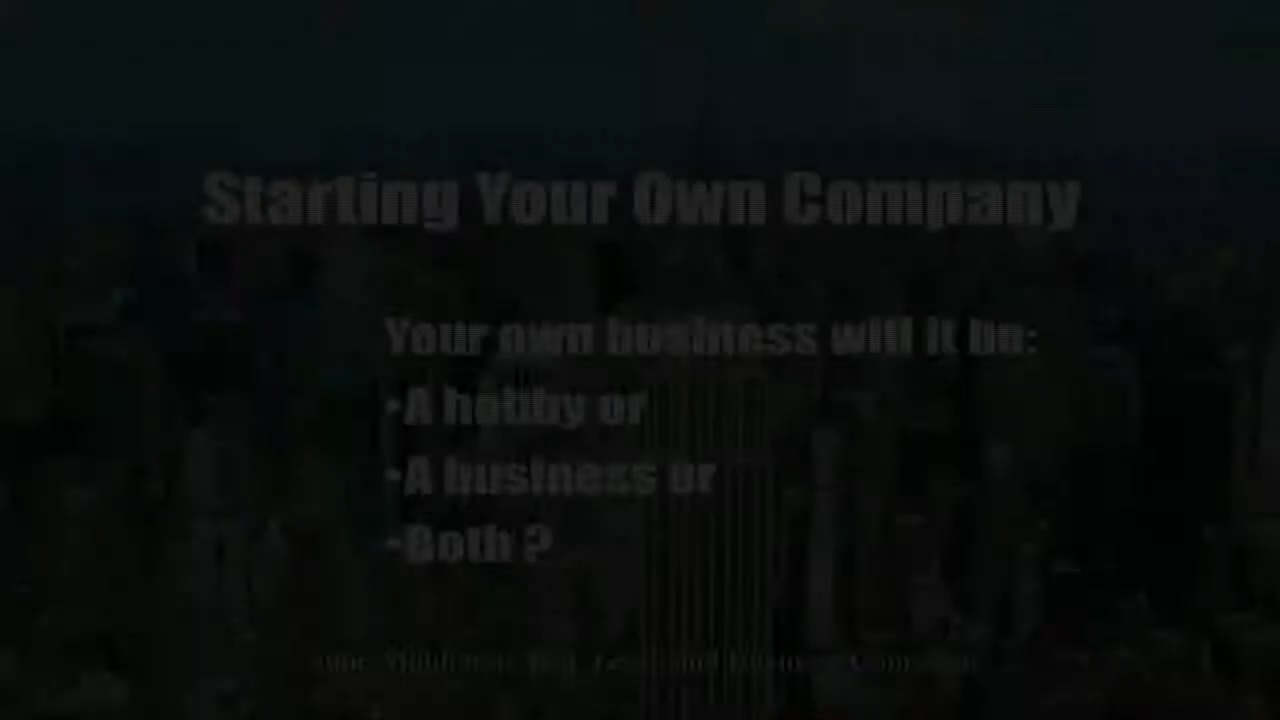 Starting Your Own Company
Your own business will it be:
•A hobby or
•A business or
•Both ?